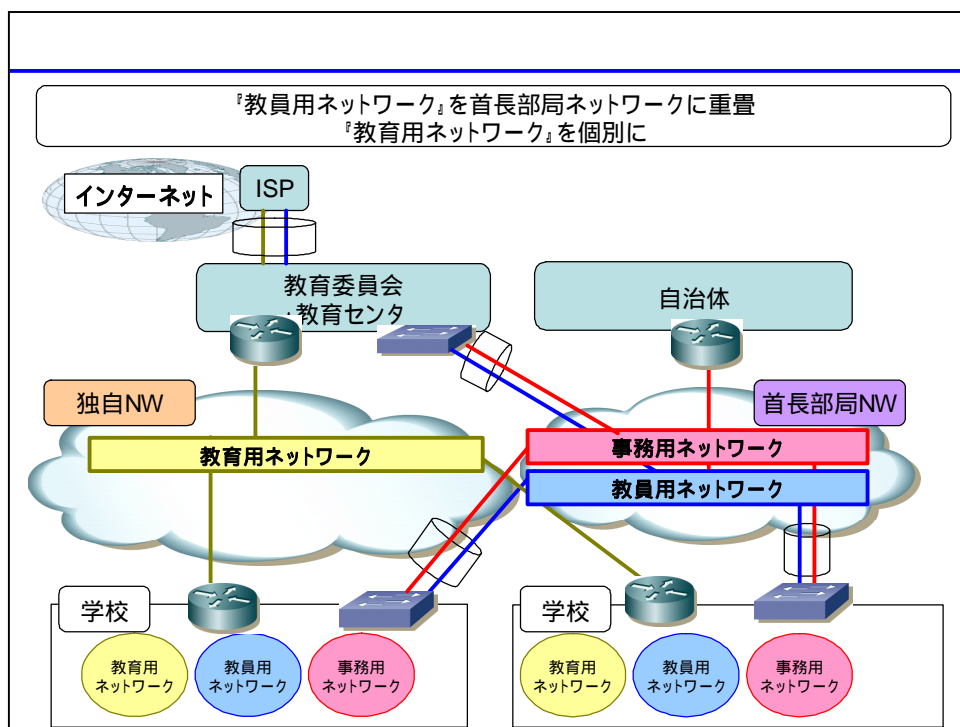 『教員用ネットワーク』を首長部局ネットワークに重畳
『教育用ネットワーク』を個別に
インターネット
ISP
教育委員会
+教育センタ
自治体
独自NW
首長部局NW
教育用ネットワーク
事務用ネットワーク
教員用ネットワーク
学校
教育用
ネットワーク
教員用
ネットワーク
事務用
ネットワーク
学校
教育用
ネットワーク
教員用
ネットワーク
事務用
ネットワーク